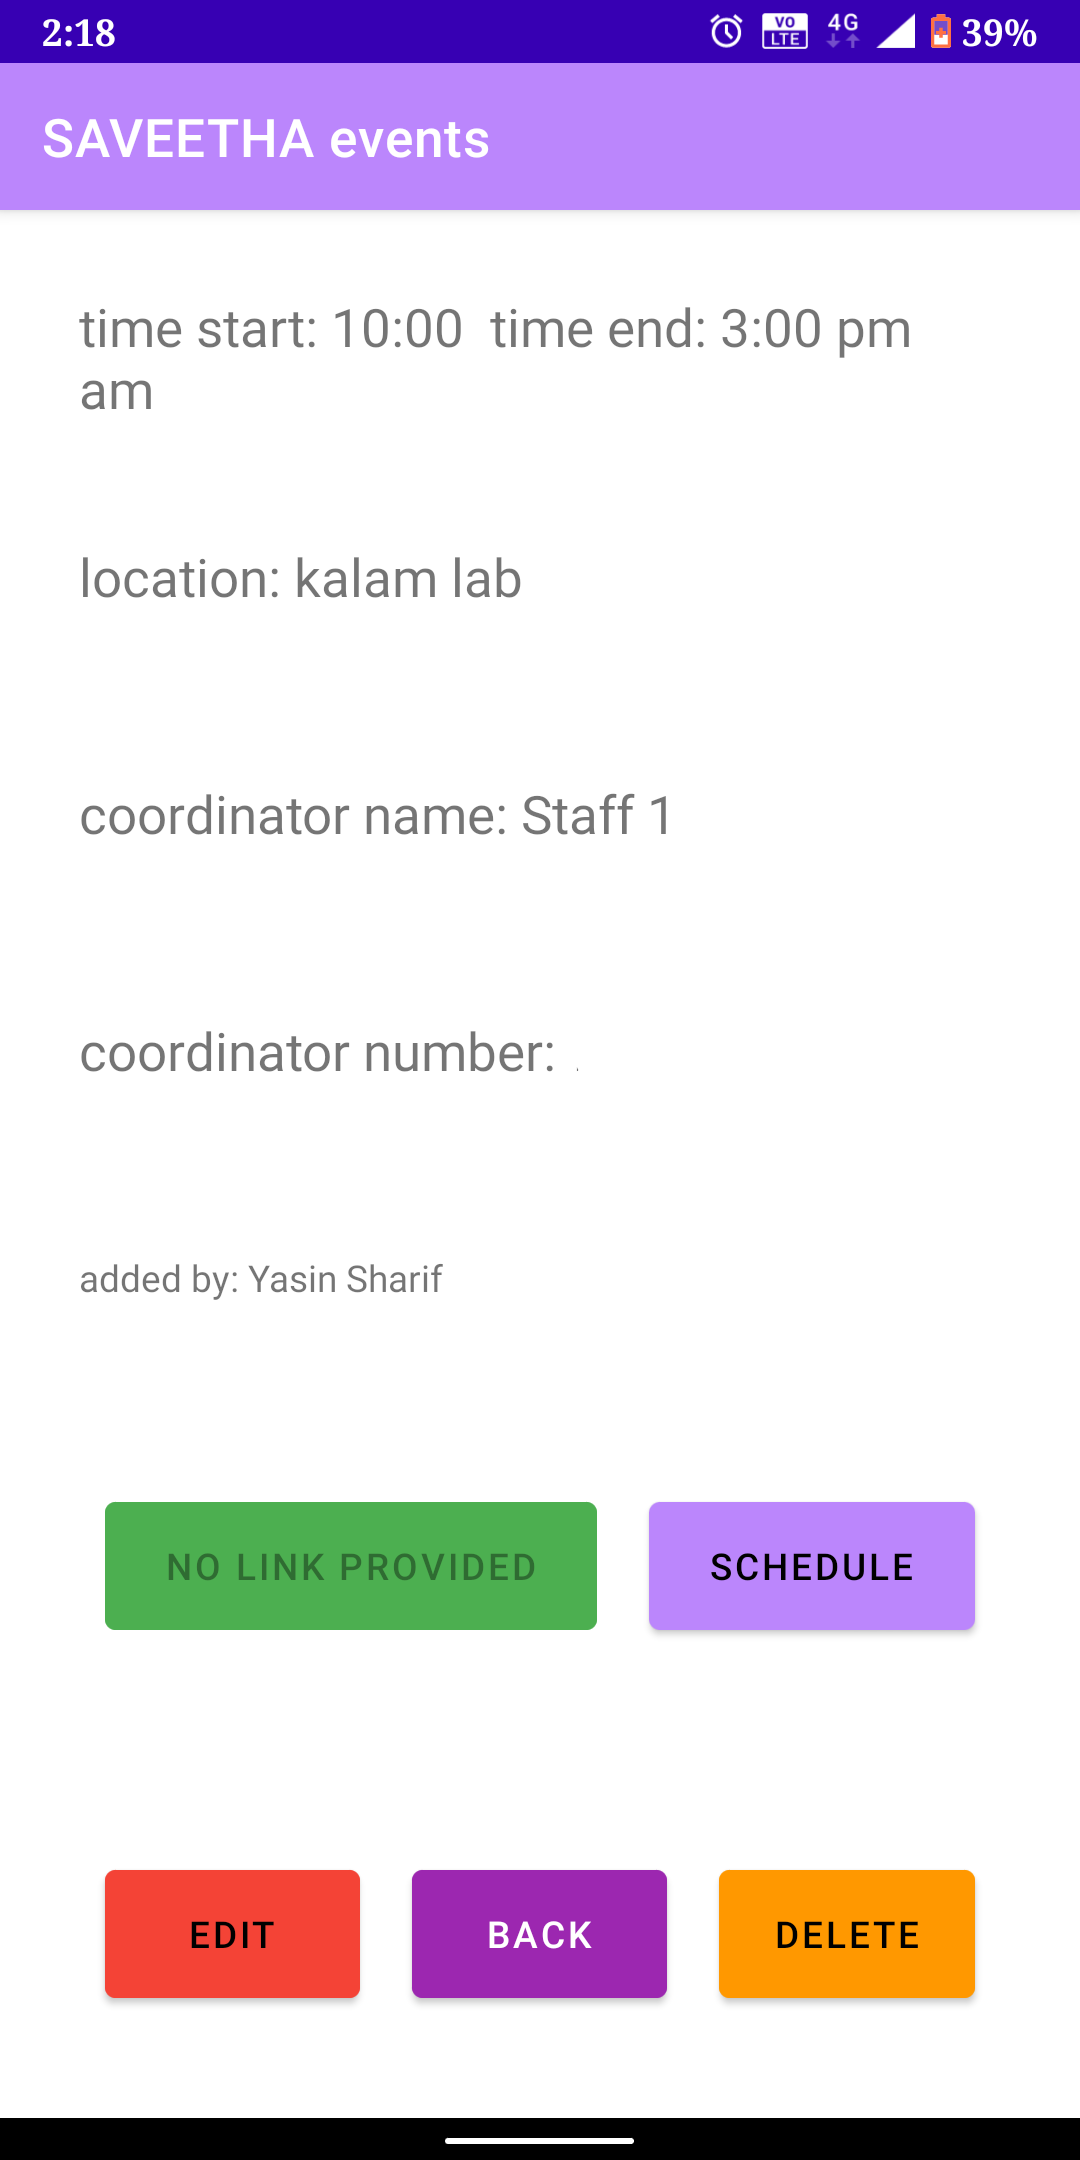 2:18 VO LTE 4G 39%
SAVEETHA events
time start: 10:00 time end: 3:00 pm
am
location: kalam lab
coordinator name: Staff 1
coordinator number: .
added by: Yasin Sharif
NO LINK PROVIDED SCHEDULE
EDIT BACK DELETE